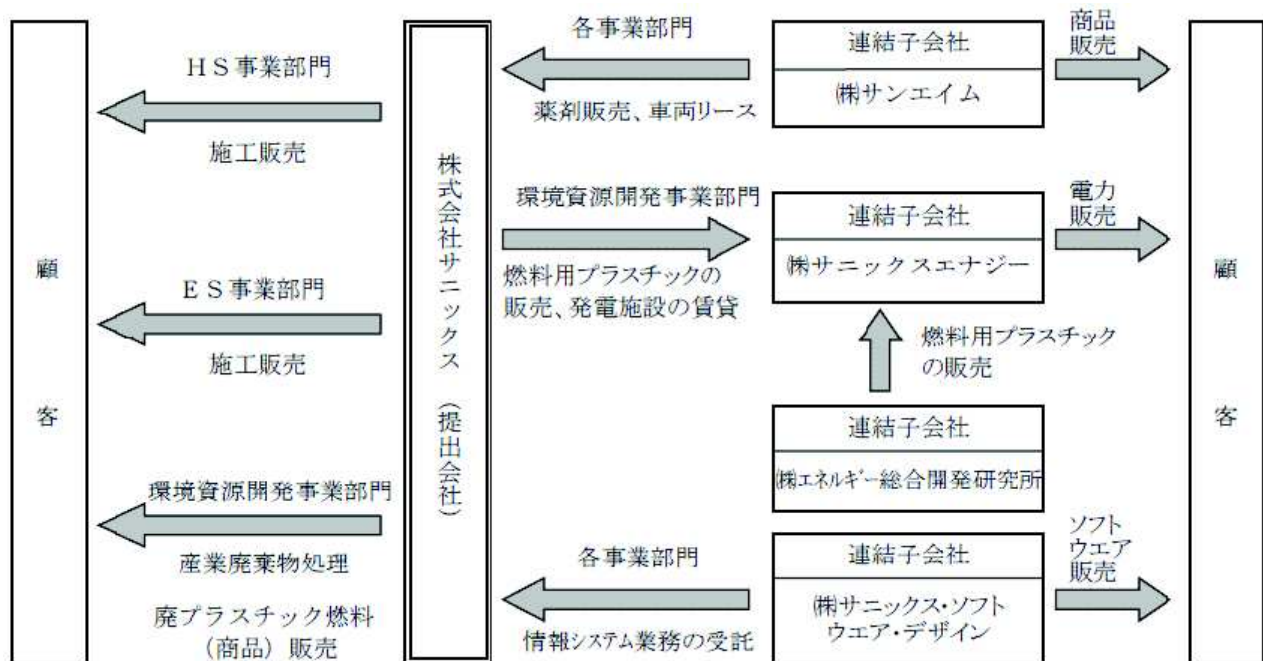 顧
客
HS事業部門
施工販売
ES事業部門
施工販売
環境資源開発事業部門
産業廃棄物処理
廃プラスチック燃料
(商品) 販売
株式会社サニックス (提出会社)
各事業部門
薬剤販売、車両リース
環境資源開発事業部門
燃料用プラスチックの
販売、発電施設の賃貸
各事業部門
情報システム業務の受託
連結子会社
㈱サンエイム
連結子会社
㈱サニックスエナジー
燃料用プラスチック
の販売
連結子会社
㈱エネルギー総合開発研究所
連結子会社
㈱サニックス・ソフト
ウエア・デザイン
商品
販売
電力
販売
ソフト
ウエア
販売
顧
客